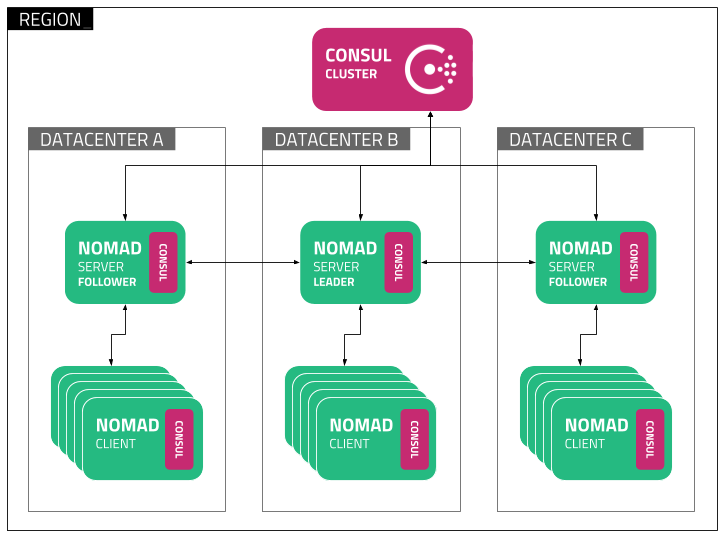 REGION
CONSUL
CLUSTER
DATACENTER A
DATACENTER B
DATACENTER C
NOMAD
SERVER
FOLLOWER
CONSUL
NOMAD
SERVER
LEADER
CONSUL
NOMAD
SERVER
FOLLOWER
CONSUL
NOMAD
CLIENT
CONSUL
NOMAD
CLIENT
CONSUL
NOMAD
CLIENT
CONSUL